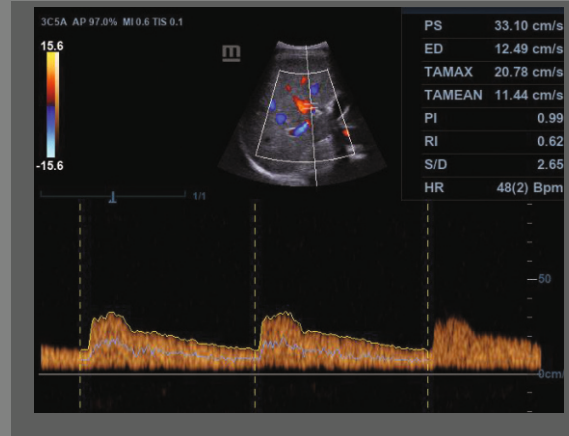 3C5A AP 97.0% MI 0.6 TIS 0.1
15.6
-15.6
m
PS 33.10 cm/s
ED 12.49 cm/s
TAMAX 20.78 cm/s
TAMEAN 11.44 cm/s
PI 0.99
RI 0.62
S/D 2.65
HR 48(2) Bpm
1/1
50
0cm/